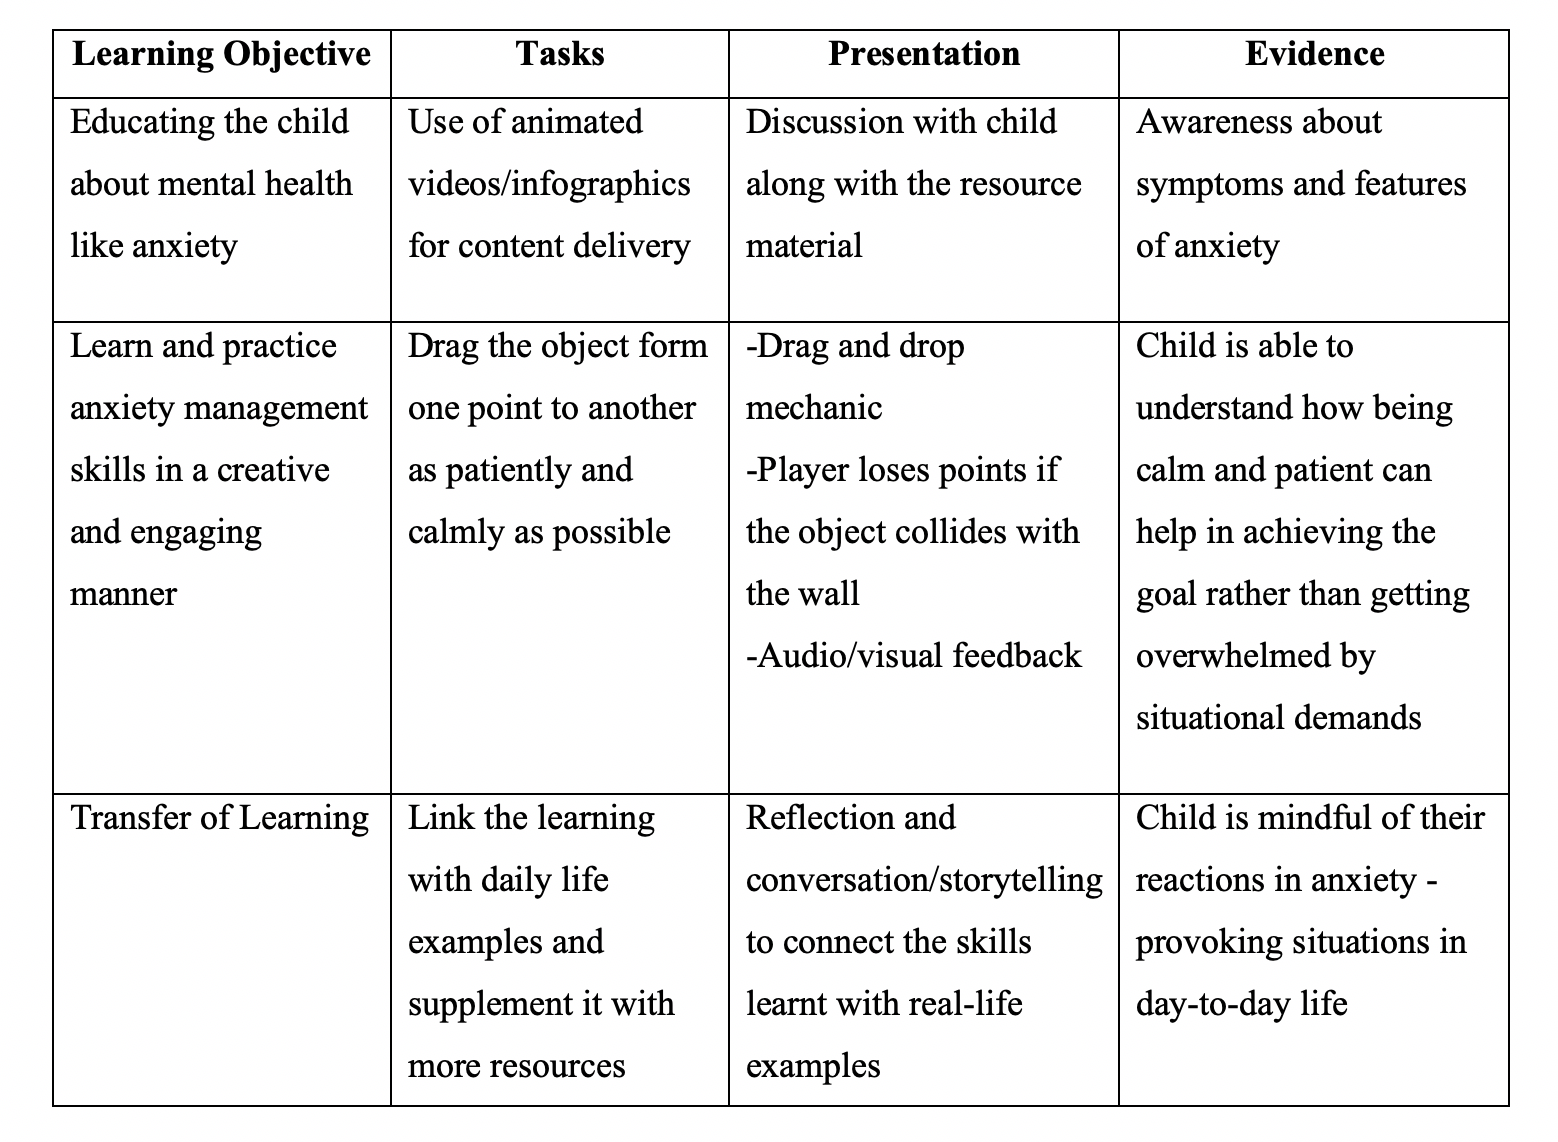 Learning Objective
Tasks
Presentation
Evidence
Educating the child
about mental health
like anxiety
Use of animated
videos/infographics
for content delivery
Discussion with child
along with the resource
material
Awareness about
symptoms and features
of anxiety
Learn and practice
anxiety management
skills in a creative
and engaging
manner
Drag the object form
one point to another
as patiently and
calmly as possible
-Drag and drop
mechanic
-Player loses points if
the object collides with
the wall
-Audio/visual feedback
Child is able to
understand how being
calm and patient can
help in achieving the
goal rather than getting
overwhelmed by
situational demands
Transfer of Learning
Link the learning
with daily life
examples and
supplement it with
more resources
Reflection and
conversation/storytelling
to connect the skills
learnt with real-life
examples
Child is mindful of their
reactions in anxiety -
provoking situations in
day-to-day life